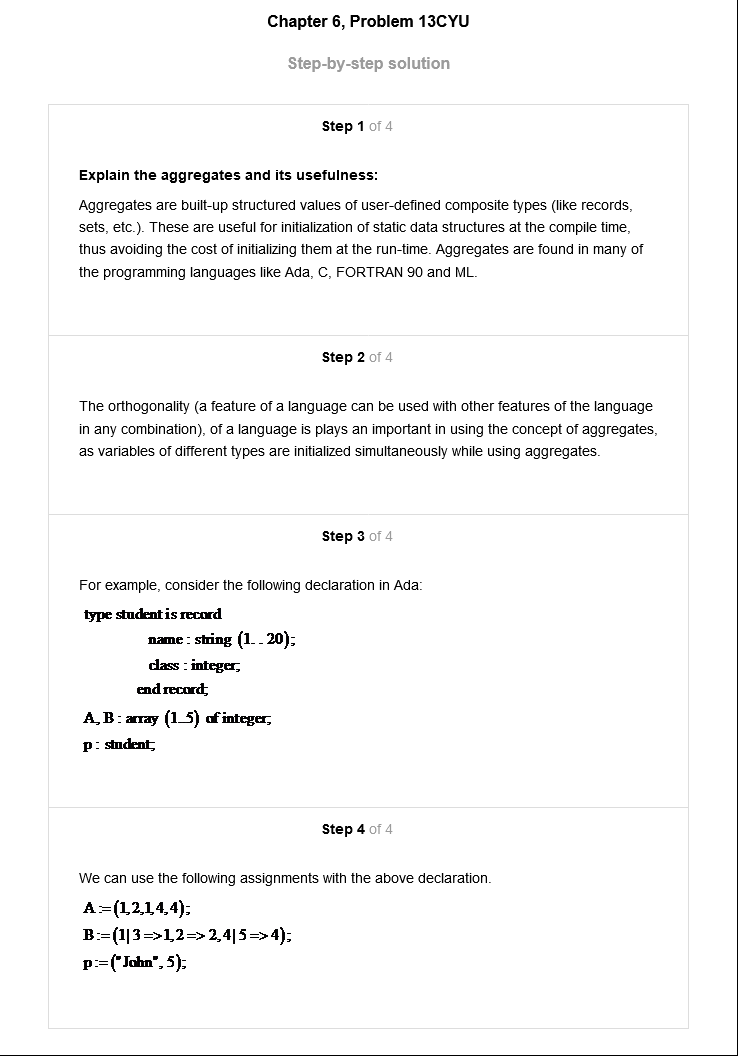 Chapter 6, Problem 13CYU
Step-by-step solution
Step 1 of 4
Explain the aggregates and its usefulness:
Aggregates are built-up structured values of user-defined composite types (like records,
sets, etc.). These are useful for initialization of static data structures at the compile time,
thus avoiding the cost of initializing them at the run-time. Aggregates are found in many of
the programming languages like Ada, C, FORTRAN 90 and ML.
Step 2 of 4
The orthogonality (a feature of a language can be used with other features of the language
in any combination), of a language is plays an important in using the concept of aggregates,
as variables of different types are initialized simultaneously while using aggregates.
Step 3 of 4
For example, consider the following declaration in Ada:
type student is record
name : string (1. . 20);
class : integer;
end record;
A, B : array (1..5) of integer;
p : student;
Step 4 of 4
We can use the following assignments with the above declaration.
A:=(1,2,1,4,4);
B:=(1|3=>1,2=>2,4|5=>4);
p:=("John", 5);